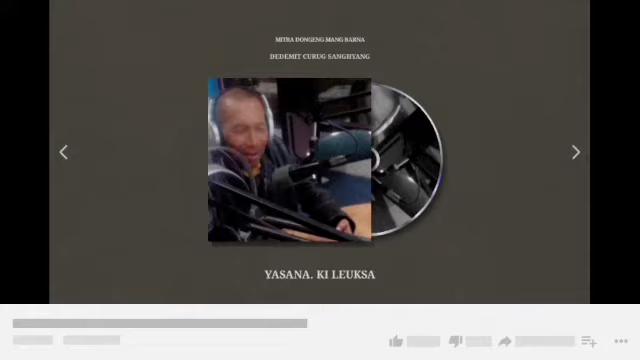 MITRA DONGENG MANG BARNA
DEDEMIT CURUG SANGHYANG
YASANA. KI LEUKSA